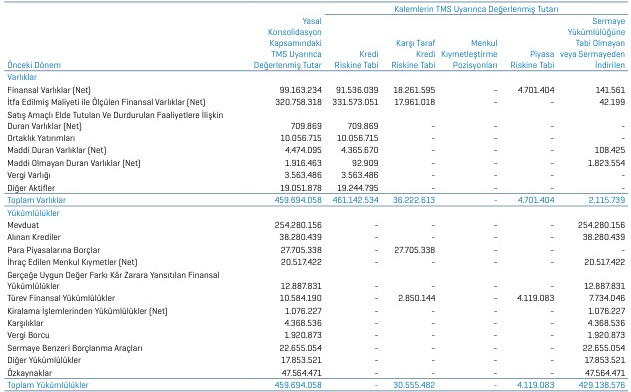 Kalemlerin TMS Uyarınca Değerlenmiş Tutarı
Yasal Sermaye
Konsolidasyon Yükümlülüğüne
Kapsamındaki Karşı Taraf Menkul Tabi Olmayan
TMS Uyarınca Kredi Kredi Kıymetleştirme Piyasa veya Sermayeden
Önceki Dönem Değerlenmiş Tutar Riskine Tabi Riskine Tabi Pozisyonları Riskine Tabi İndirilen
Varlıklar
Finansal Varlıklar (Net) 99.163.234 91.536.039 18.261.595 - 4.701.404 141.561
İtfa Edilmiş Maliyeti ile Ölçülen Finansal Varlıklar (Net) 320.758.318 331.573.051 17.961.018 - - 42.199
Satış Amaçlı Elde Tutulan Ve Durdurulan Faaliyetlere İlişkin
Duran Varlıklar (Net) 709.869 709.869 - - - -
Ortaklık Yatırımları 10.056.715 10.056.715 - - - -
Maddi Duran Varlıklar (Net) 4.474.095 4.365.670 - - - 108.425
Maddi Olmayan Duran Varlıklar (Net) 1.916.463 92.909 - - - 1.823.554
Vergi Varlığı 3.563.486 3.563.486 - - - -
Diğer Aktifler 19.051.878 19.244.795 - - - -
Toplam Varlıklar 459.694.058 461.142.534 36.222.613 - 4.701.404 2.115.739
Yükümlülükler
Mevduat 254.280.156 - - - - 254.280.156
Alınan Krediler 38.280.439 - - - - 38.280.439
Para Piyasalarına Borçlar 27.705.338 - 27.705.338 - - -
İhraç Edilen Menkul Kıymetler (Net) 20.517.422 - - - - 20.517.422
Gerçeğe Uygun Değer Farkı Kâr Zarara Yansıtılan Finansal
Yükümlülükler 12.887.831 - - - - 12.887.831
Türev Finansal Yükümlülükler 10.584.190 - 2.850.144 - 4.119.083 7.734.046
Kiralama İşlemlerinden Yükümlülükler (Net) 1.076.227 - - - - 1.076.227
Karşılıklar 4.368.536 - - - - 4.368.536
Vergi Borcu 1.920.873 - - - - 1.920.873
Sermaye Benzeri Borçlanma Araçları 22.655.054 - - - - 22.655.054
Diğer Yükümlülükler 17.853.521 - - - - 17.853.521
Özkaynaklar 47.564.471 - - - - 47.564.471
Toplam Yükümlülükler 459.694.058 - 30.555.482 - 4.119.083 429.138.576